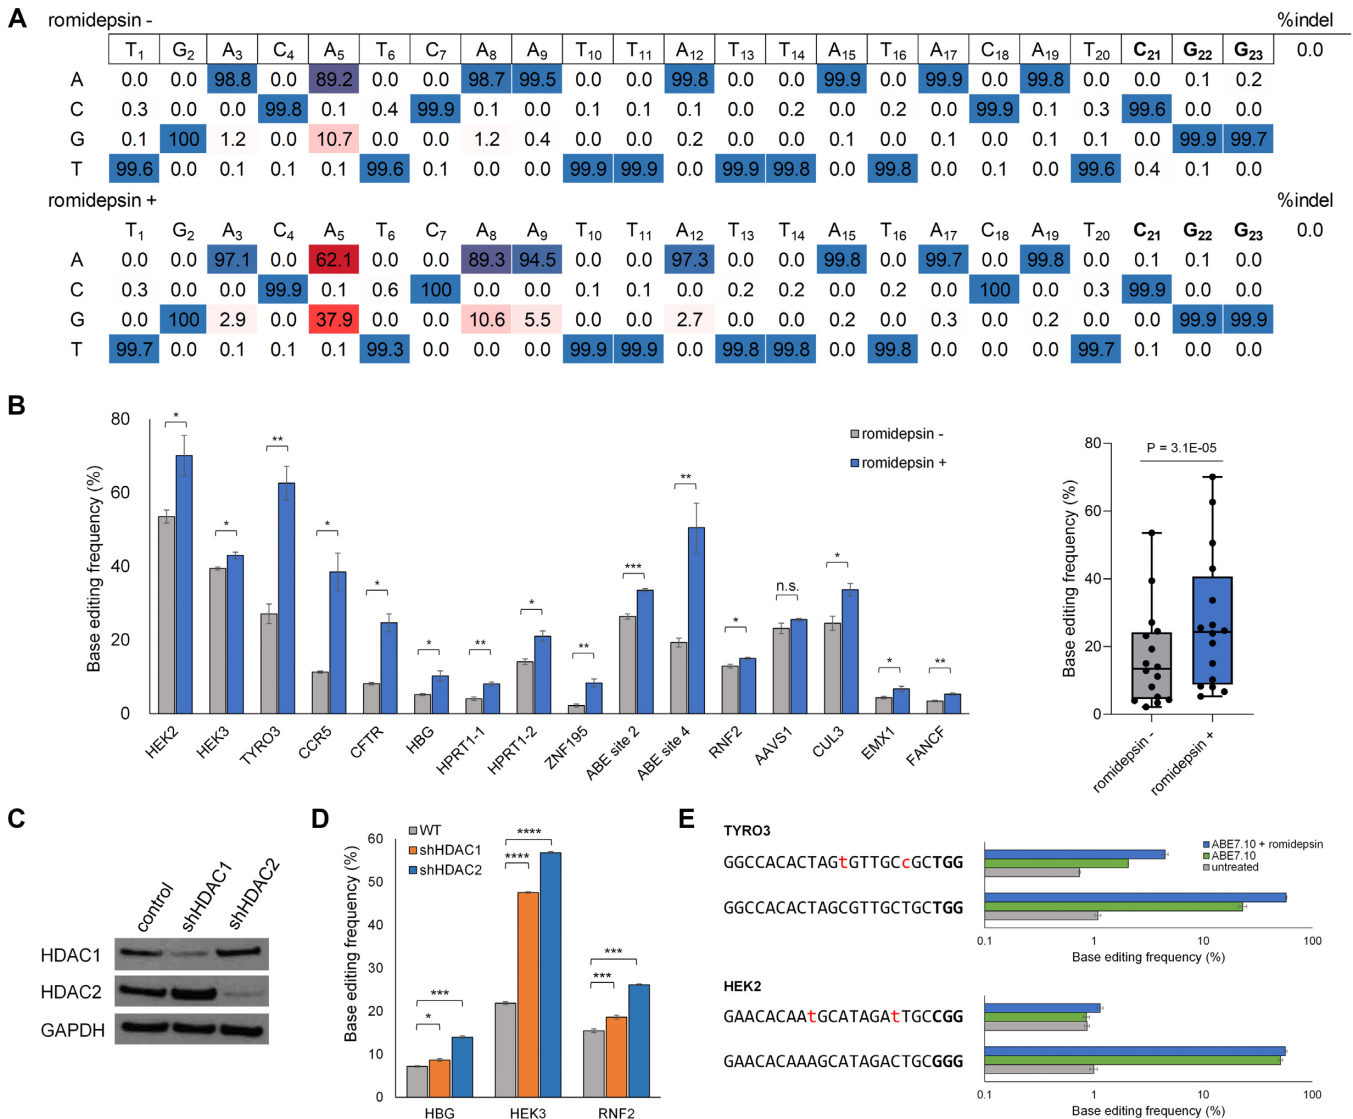 A
romidepsin - %indel
T1 G2 A3 C4 A5 T6 C7 A8 A9 T10 T11 A12 T13 T14 A15 T16 A17 C18 A19 T20 C21 G22 G23 0.0
A 0.0 0.0 98.8 0.0 89.2 0.0 0.0 98.7 99.5 0.0 0.0 99.8 0.0 0.0 99.9 0.0 99.9 0.0 99.8 0.0 0.0 0.1 0.2
C 0.3 0.0 0.0 99.8 0.1 0.4 99.9 0.1 0.0 0.1 0.1 0.1 0.0 0.2 0.0 0.2 0.0 99.9 0.1 0.3 99.6 0.0 0.0
G 0.1 100 1.2 0.0 10.7 0.0 0.0 1.2 0.4 0.0 0.0 0.2 0.0 0.0 0.1 0.0 0.1 0.0 0.1 0.1 0.0 99.9 99.7
T 99.6 0.0 0.1 0.1 0.1 99.6 0.1 0.0 0.0 99.9 99.9 0.0 99.9 99.8 0.0 99.8 0.0 0.1 0.0 99.6 0.4 0.1 0.0
romidepsin + %indel
T1 G2 A3 C4 A5 T6 C7 A8 A9 T10 T11 A12 T13 T14 A15 T16 A17 C18 A19 T20 C21 G22 G23 0.0
A 0.0 0.0 97.1 0.0 62.1 0.0 0.0 89.3 94.5 0.0 0.0 97.3 0.0 0.0 99.8 0.0 99.7 0.0 99.8 0.0 0.1 0.1 0.0
C 0.3 0.0 0.0 99.9 0.1 0.6 100 0.0 0.0 0.1 0.1 0.0 0.2 0.2 0.0 0.2 0.0 100 0.0 0.3 99.9 0.0 0.0
G 0.0 100 2.9 0.0 37.9 0.0 0.0 10.6 5.5 0.0 0.0 2.7 0.0 0.0 0.2 0.0 0.3 0.0 0.2 0.0 0.0 99.9 99.9
T 99.7 0.0 0.1 0.1 0.1 99.3 0.0 0.0 0.0 99.9 99.9 0.0 99.8 99.8 0.0 99.8 0.0 0.0 0.0 99.7 0.1 0.0 0.0
B
Base editing frequency (%)
80
60
40
20
0
* * ** * * * ** * ** *** ** * n.s. * * **
romidepsin -
romidepsin +
HEK2 HEK3 TYRO3 CCR5 CFTR HBG HPRT1-1 HPRT1-2 ZNF195 ABE site 2 ABE site 4 RNF2 AAVS1 CUL3 EMX1 FANCF
Base editing frequency (%)
80
60
40
20
0
P = 3.1E-05
romidepsin - romidepsin +
C
control shHDAC1 shHDAC2
HDAC1
HDAC2
GAPDH
D
Base editing frequency (%)
60
50
40
30
20
10
0
WT
shHDAC1
shHDAC2
*** * **** **** *** ***
HBG HEK3 RNF2
E
TYRO3
GGCCACACTAGtGTTGCcGCTGG
GGCCACACTAGCGTTGCTGCTGG
ABE7.10 + romidepsin
ABE7.10
untreated
0.1 1 10 100
Base editing frequency (%)
HEK2
GAACACAAtGCATAGAtTGCCGG
GAACACAAAGCATAGACTGCGGG
0.1 1 10 100
Base editing frequency (%)